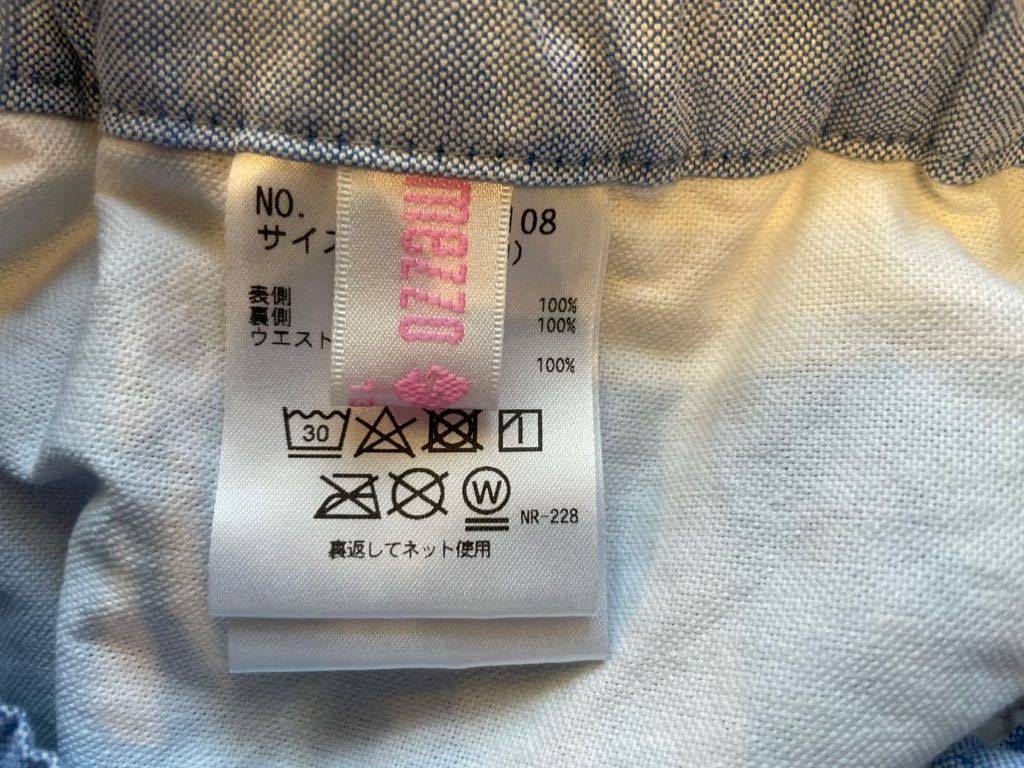 NO. 108
サイズ )
表側 100%
裏側 100%
ウエスト
100%
mezzo
30
W
NR-228
裏返してネット使用